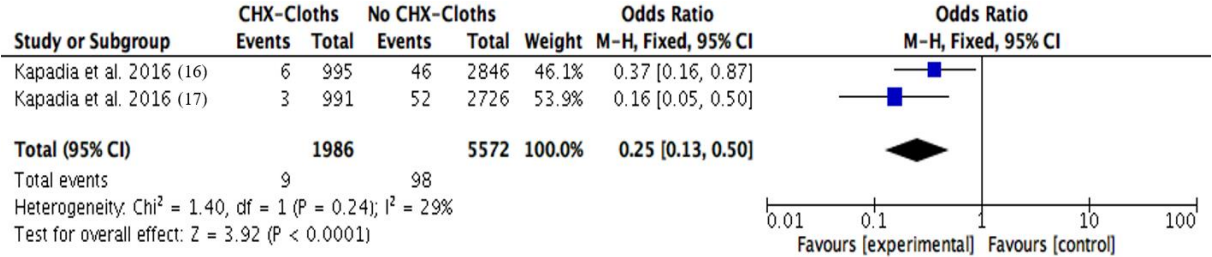 CHX-Cloths No CHX-Cloths Odds Ratio Odds Ratio
Study or Subgroup Events Total Events Total Weight M-H, Fixed, 95% CI M-H, Fixed, 95% CI
Kapadia et al. 2016 (16) 6 995 46 2846 46.1% 0.37 [0.16, 0.87]
Kapadia et al. 2016 (17) 3 991 52 2726 53.9% 0.16 [0.05, 0.50]
Total (95% CI) 1986 5572 100.0% 0.25 [0.13, 0.50]
Total events 9 98
Heterogeneity: Chi² = 1.40, df = 1 (P = 0.24); I² = 29%
Test for overall effect: Z = 3.92 (P < 0.0001)
0.01 0.1 1 10 100
Favours [experimental] Favours [control]